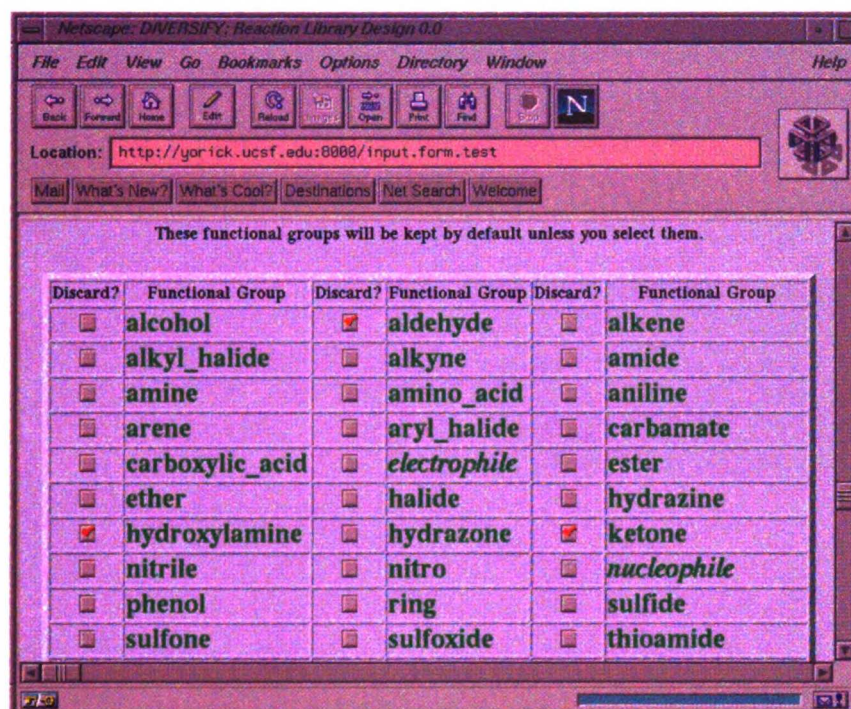 Netscape: DIVERSIFY; Reaction Library Design 0.0
File Edit View Go Bookmarks Options Directory Window Help
Back Forward Home Edit Reload Images Open Print Find Stop N
Location: http://yorick.ucsf.edu:8000/input.form.test
Mail What's New? What's Cool? Destinations Net Search Welcome
These functional groups will be kept by default unless you select them.
Discard? Functional Group Discard? Functional Group Discard? Functional Group
alcohol aldehyde alkene
alkyl_halide alkyne amide
amine amino_acid aniline
arene aryl_halide carbamate
carboxylic_acid electrophile ester
ether halide hydrazine
hydroxylamine hydrazone ketone
nitrile nitro nucleophile
phenol ring sulfide
sulfone sulfoxide thioamide